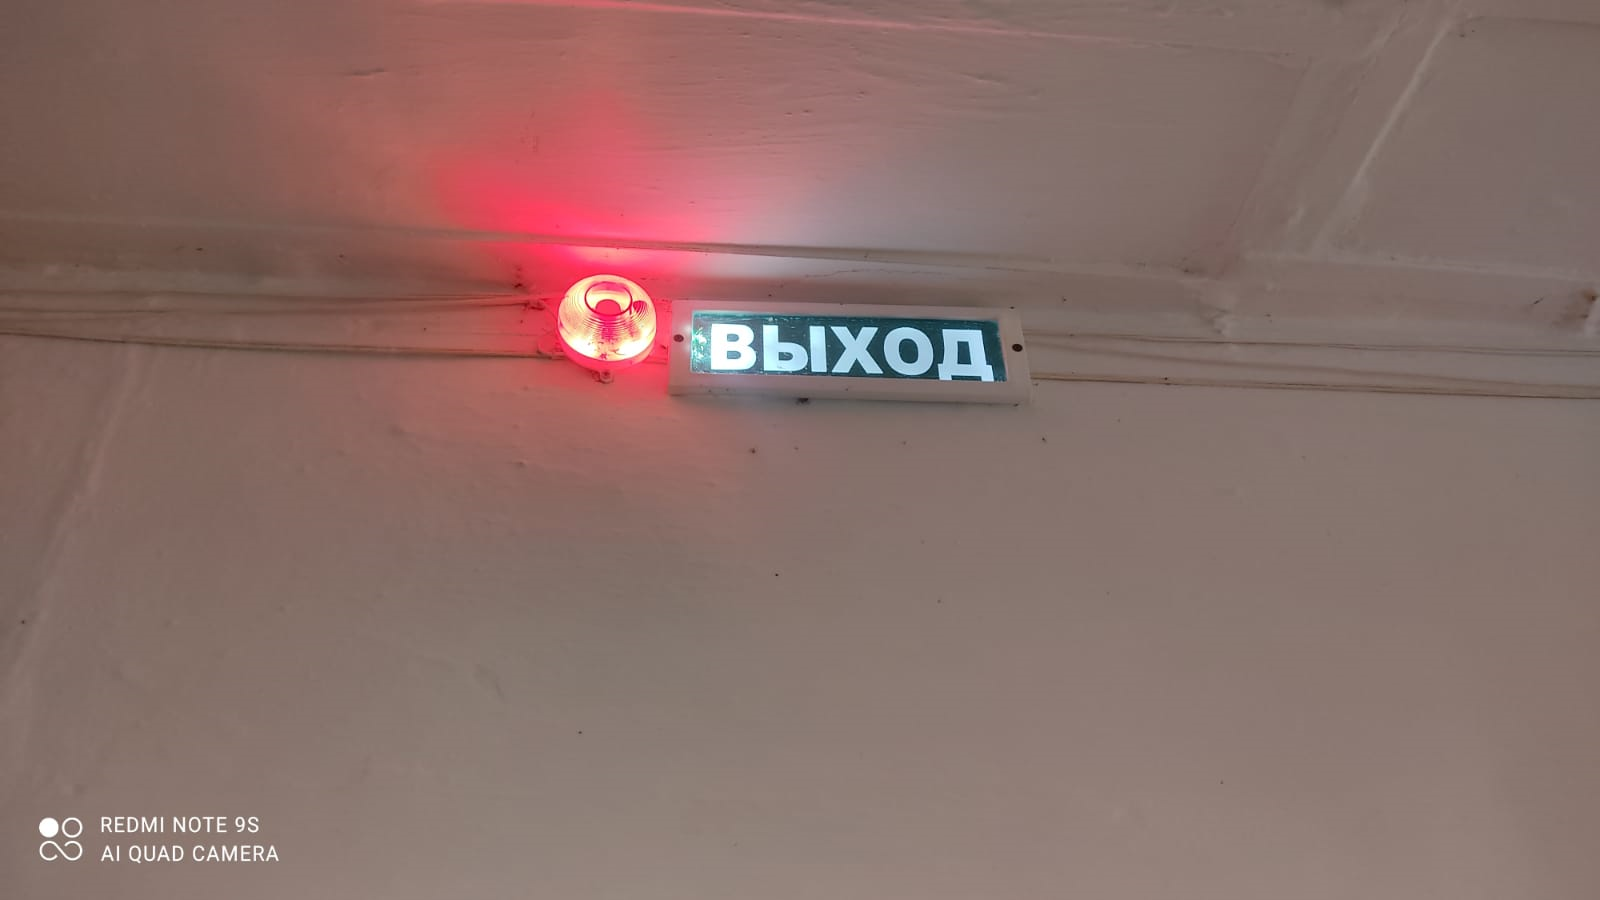 ВЫХОД
REDMI NOTE 9S
AI QUAD CAMERA